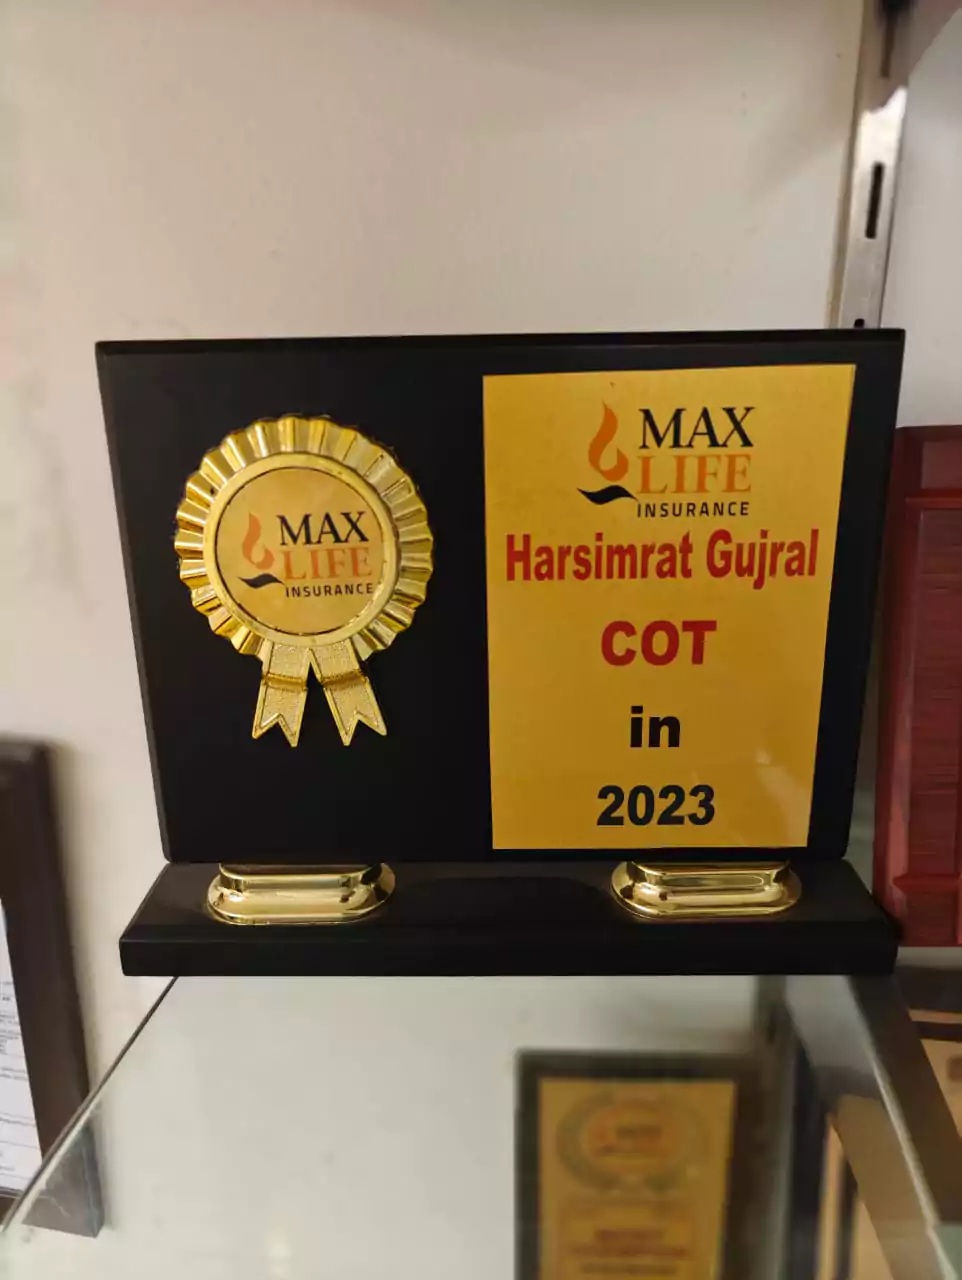 MAX
LIFE
INSURANCE
MAX
LIFE
INSURANCE
Harsimrat Gujral
COT
in
2023